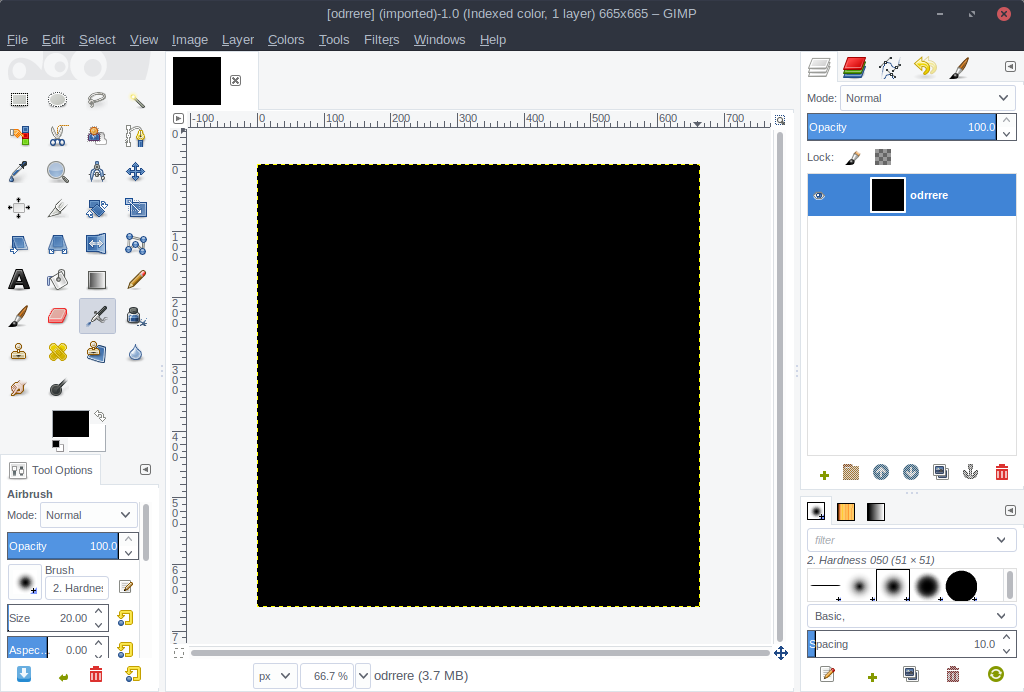 [odrrere] (imported)-1.0 (Indexed color, 1 layer) 665x665 – GIMP
File Edit Select View Image Layer Colors Tools Filters Windows Help
-100 0 100 200 300 400 500 600 700
0
0
100
200
300
400
500
600
7
Tool Options
Airbrush
Mode: Normal
Opacity 100.0
Brush
2. Hardne
Size 20.00
Aspec... 0.00
px 66.7 % odrrere (3.7 MB)
Mode: Normal
Opacity 100.0
Lock:
odrrere
filter
2. Hardness 050 (51 × 51)
Basic,
Spacing 10.0